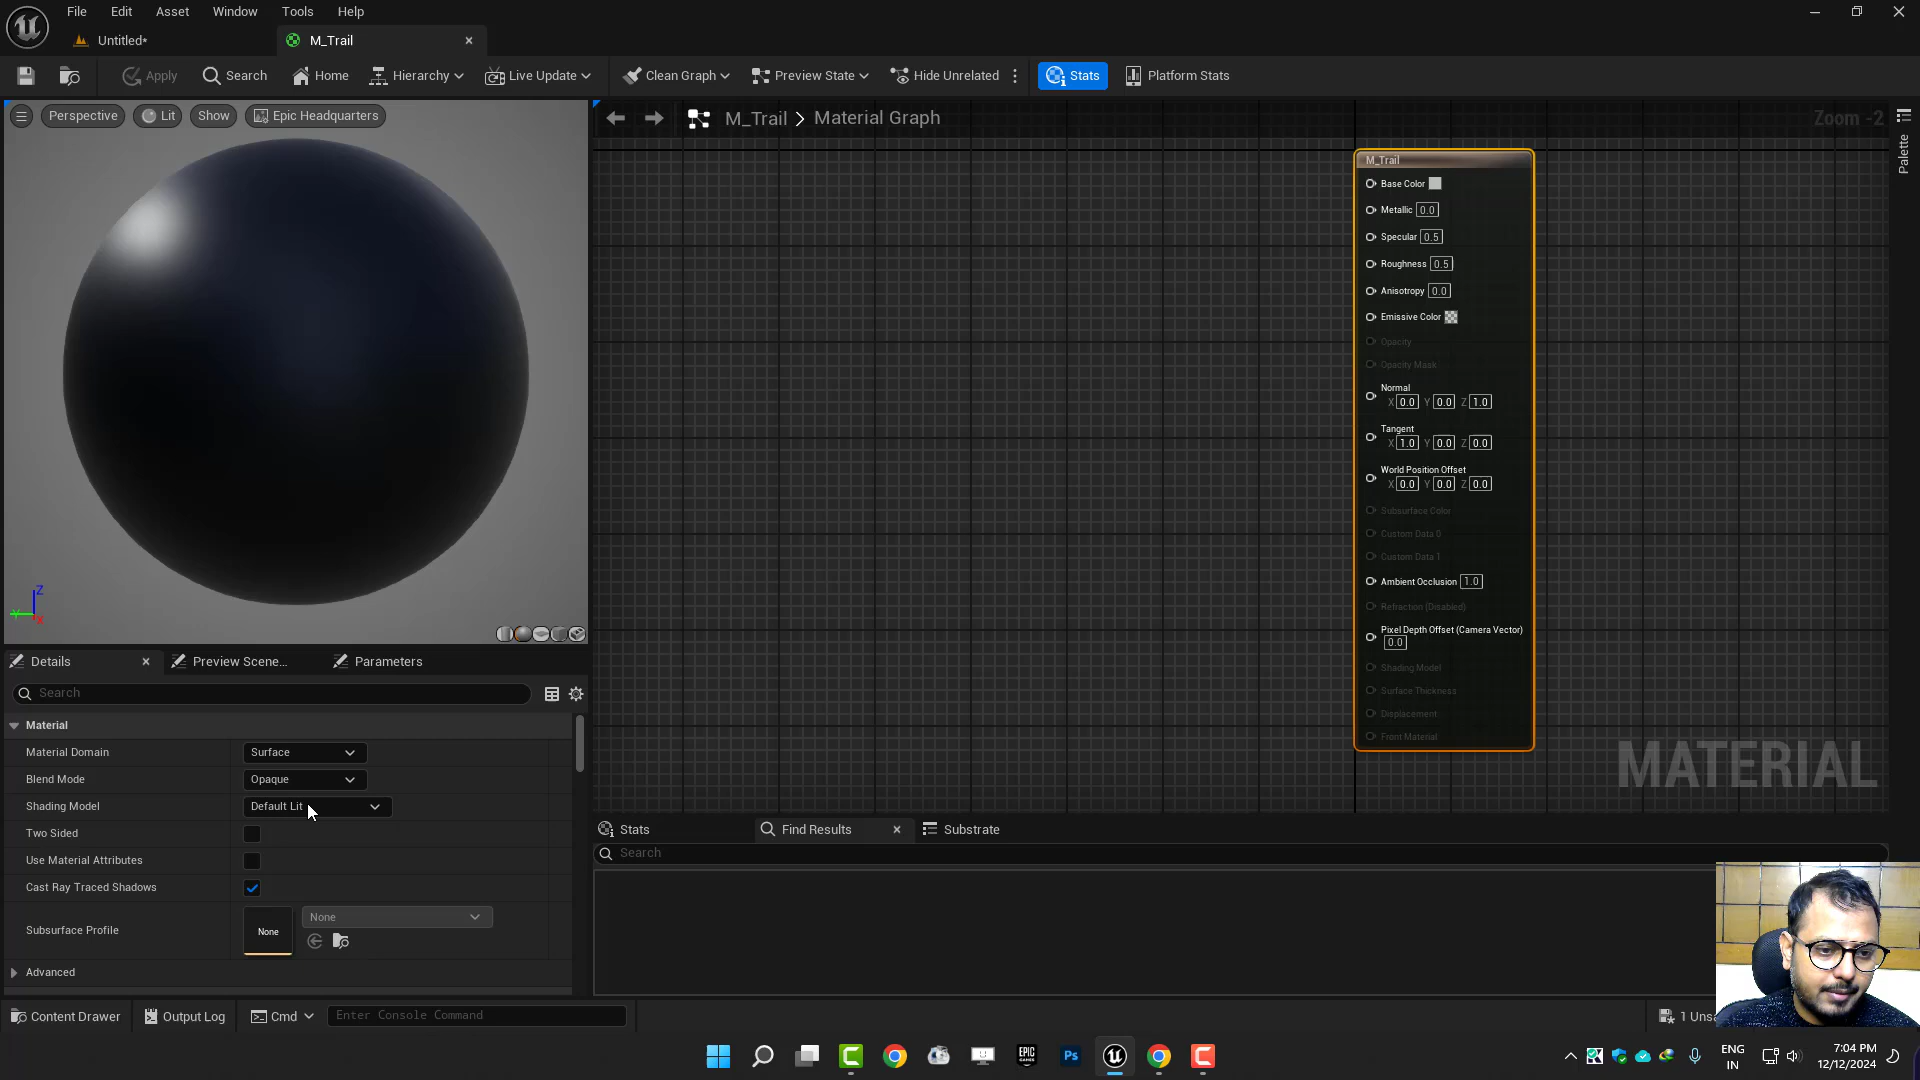 File Edit Asset Window Tools Help
Untitled*
M_Trail
Apply Search Home Hierarchy Live Update Clean Graph Preview State Hide Unrelated Stats Platform Stats
Perspective Lit Show Epic Headquarters
M_Trail > Material Graph
Zoom -2
Palette
M_Trail
Base Color
Metallic 0.0
Specular 0.5
Roughness 0.5
Anisotropy 0.0
Emissive Color
Opacity
Opacity Mask
Normal
X 0.0 Y 0.0 Z 1.0
Tangent
X 1.0 Y 0.0 Z 0.0
World Position Offset
X 0.0 Y 0.0 Z 0.0
Subsurface Color
Custom Data 0
Custom Data 1
Ambient Occlusion 1.0
Refraction (Disabled)
Pixel Depth Offset (Camera Vector)
0.0
Shading Model
Surface Thickness
Displacement
Front Material
MATERIAL
Z
Y
X
Details
Preview Scene...
Parameters
Search
Material
Material Domain Surface
Blend Mode Opaque
Shading Model Default Lit
Two Sided
Use Material Attributes
Cast Ray Traced Shadows
Subsurface Profile None None
Advanced
Stats
Find Results
Substrate
Search
Content Drawer Output Log Cmd Enter Console Command
1 Unsa
EPIC GAMES
Ps
ENG
IN
7:04 PM
12/12/2024